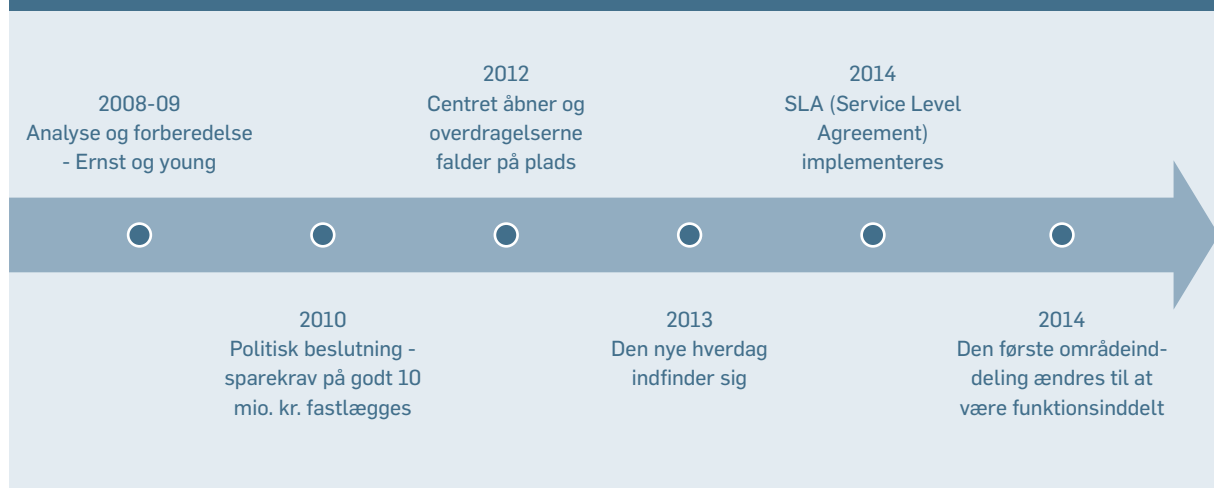 2008-09
Analyse og forberedelse
- Ernst og young
2010
Politisk beslutning -
sparekrav på godt 10
mio. kr. fastlægges
2012
Centret åbner og
overdragelserne
falder på plads
2013
Den nye hverdag
indfinder sig
2014
SLA (Service Level
Agreement)
implementeres
2014
Den første områdeind-
deling ændres til at
være funktionsinddelt